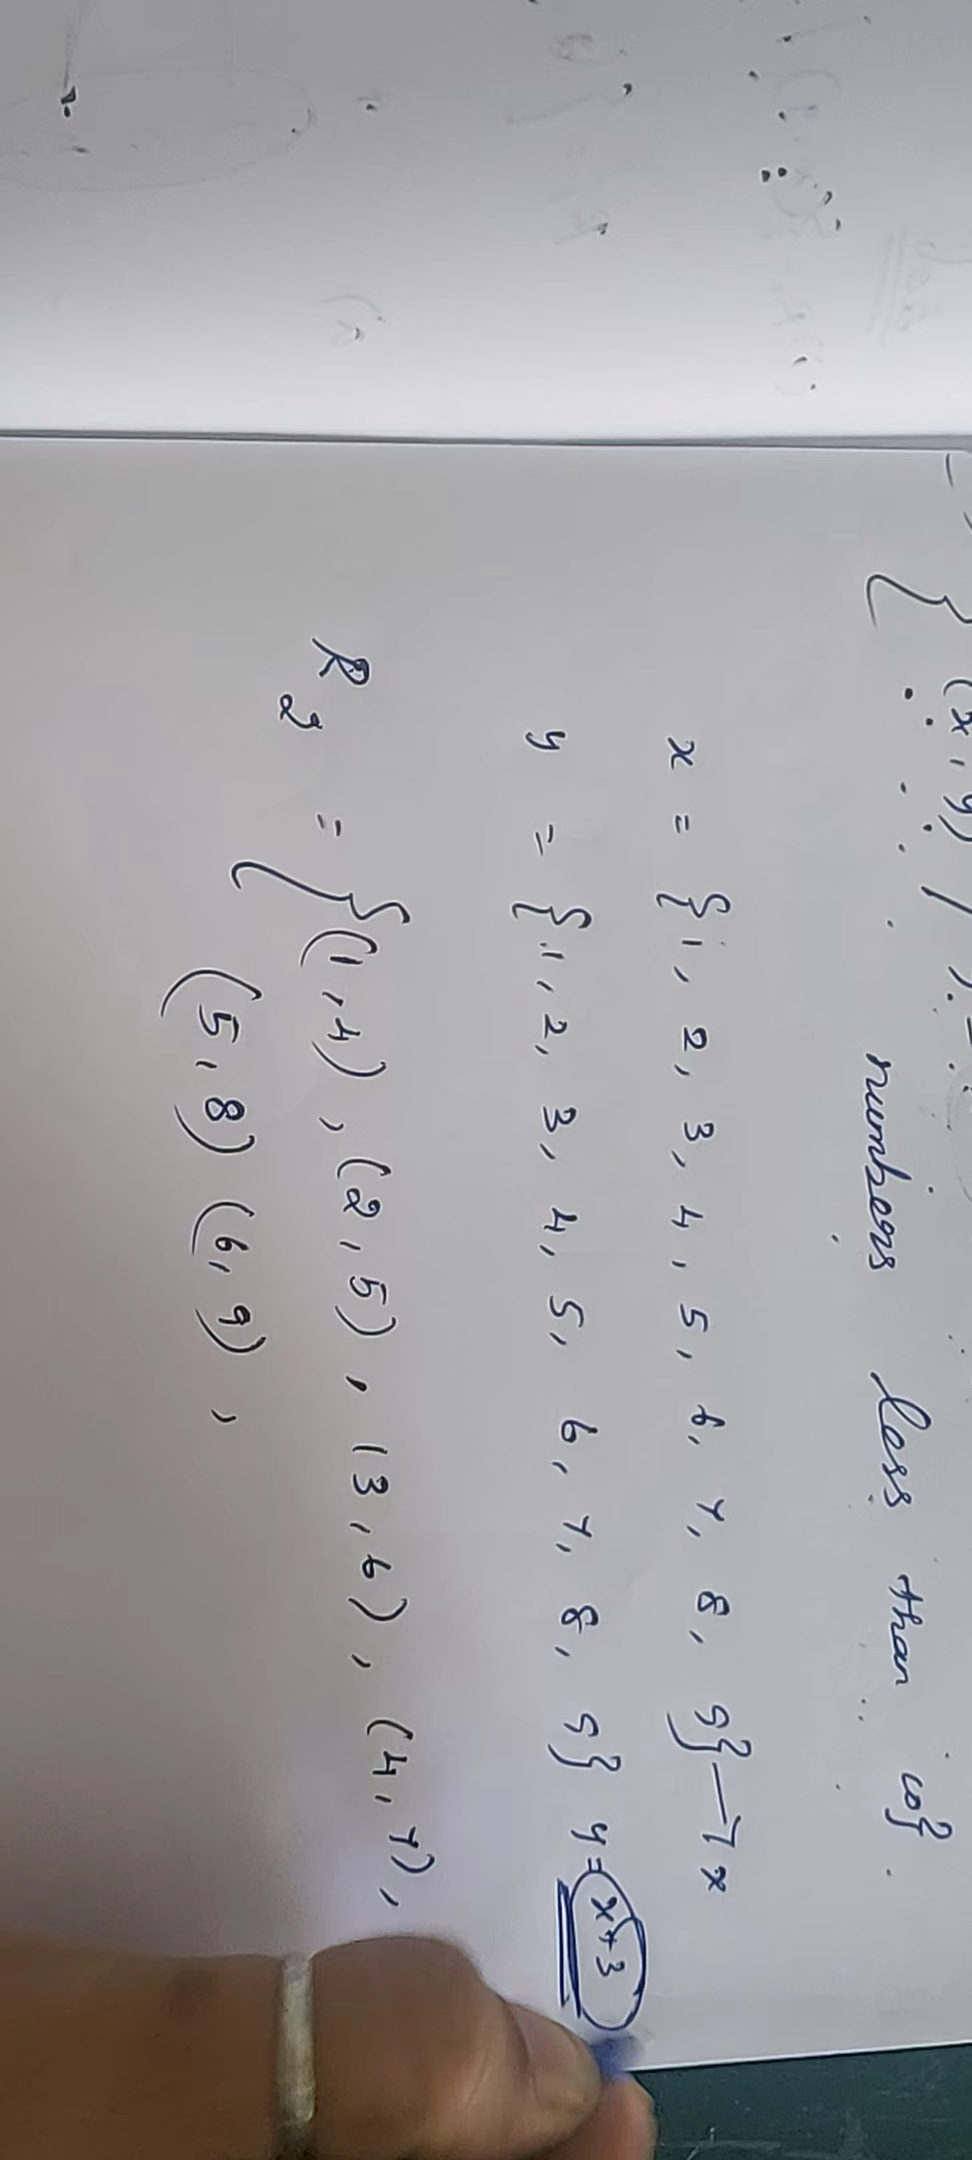 {(x, y) /
numbers less than 10}.
x = {1, 2, 3, 4, 5, 6, 7, 8, 9} → x
y = {1, 2, 3, 4, 5, 6, 7, 8, 9} y = x+3
R2 = {(1, 4), (2, 5), (3, 6), (4, 7),
(5, 8) (6, 9),